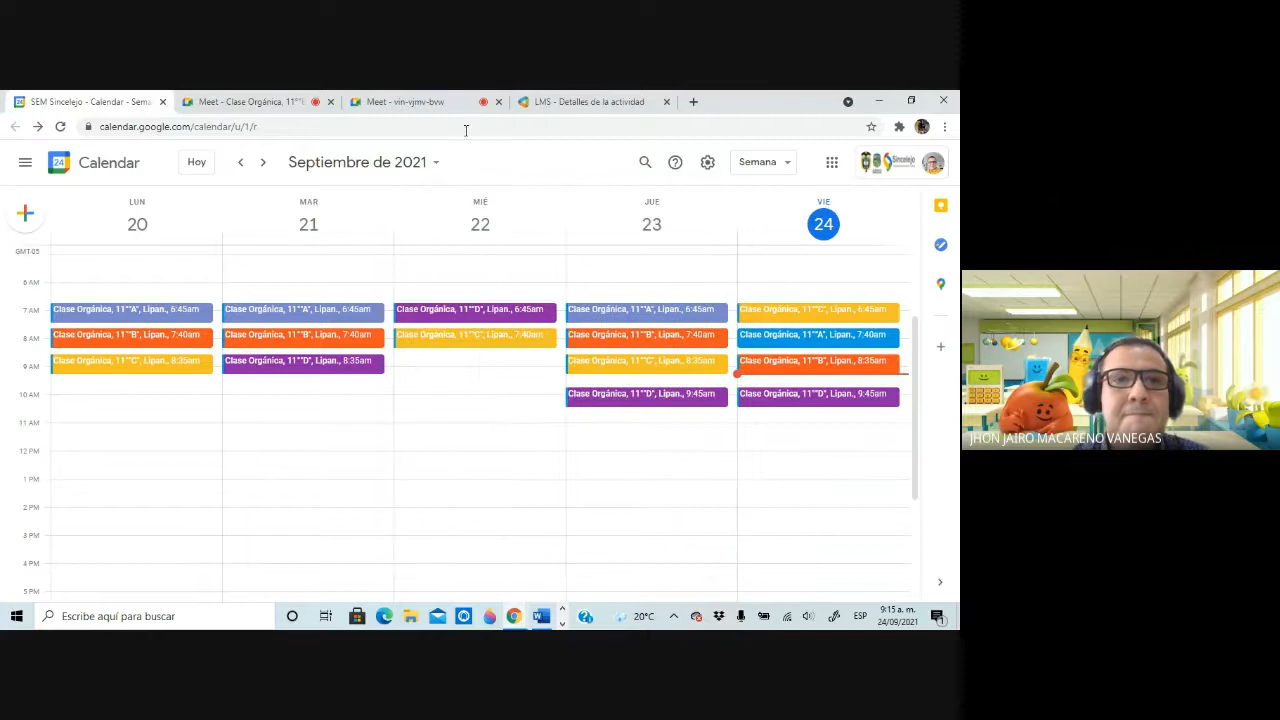 SEM Sincelejo - Calendar - Sema
Meet - Clase Orgánica, 11°"E
Meet - vin-vjmv-bvw
LMS - Detalles de la actividad
calendar.google.com/calendar/u/1/r
24
Calendar
Hoy
Septiembre de 2021
Semana
Sincelejo
LUN
MAR
MIÉ
JUE
VIE
20
21
22
23
24
GMT-05
6 AM
7 AM
Clase Orgánica, 11°"A", Lipan., 6:45am
Clase Orgánica, 11°"A", Lipan., 6:45am
Clase Orgánica, 11°"D", Lipan., 6:45am
Clase Orgánica, 11°"A", Lipan., 6:45am
Clase Orgánica, 11°"C", Lipan., 6:45am
8 AM
Clase Orgánica, 11°"B", Lipan., 7:40am
Clase Orgánica, 11°"B", Lipan., 7:40am
Clase Orgánica, 11°"C", Lipan., 7:40am
Clase Orgánica, 11°"B", Lipan., 7:40am
Clase Orgánica, 11°"A", Lipan., 7:40am
9 AM
Clase Orgánica, 11°"C", Lipan., 8:35am
Clase Orgánica, 11°"D", Lipan., 8:35am
Clase Orgánica, 11°"C", Lipan., 8:35am
Clase Orgánica, 11°"B", Lipan., 8:35am
10 AM
Clase Orgánica, 11°"D", Lipan., 9:45am
Clase Orgánica, 11°"D", Lipan., 9:45am
11 AM
12 PM
1 PM
2 PM
3 PM
4 PM
5 PM
JHON JAIRO MACARENO VANEGAS
Escribe aquí para buscar
20°C
ESP
9:15 a. m.
24/09/2021
1